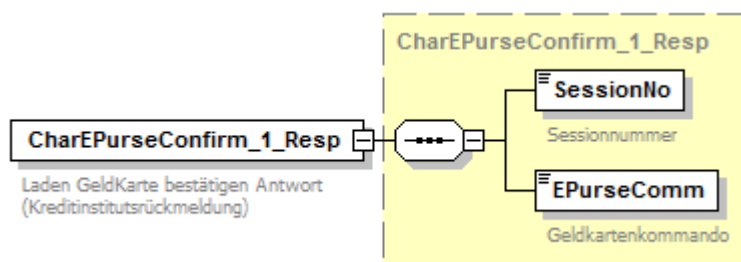 CharEPurseConfirm_1_Resp
SessionNo
Sessionnummer
CharEPurseConfirm_1_Resp
Laden GeldKarte bestätigen Antwort
(Kreditinstitutsrückmeldung)
EPurseComm
Geldkartenkommando